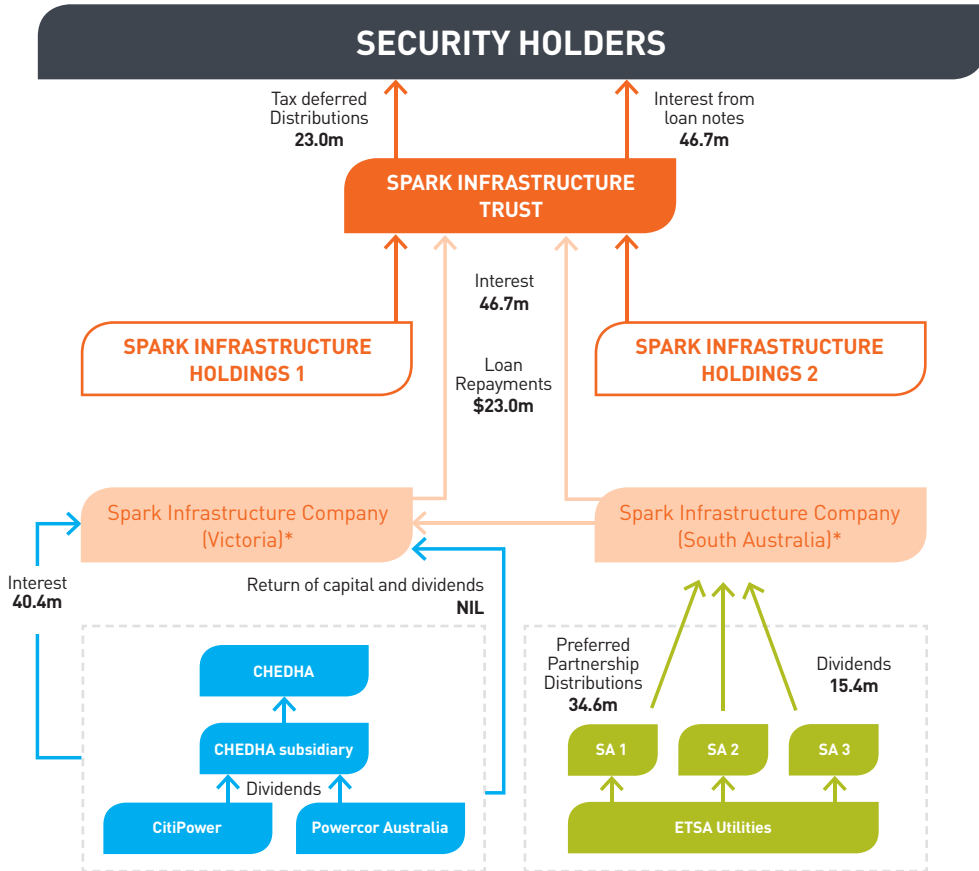 SECURITY HOLDERS
Tax deferred
Distributions
23.0m
Interest from
loan notes
46.7m
SPARK INFRASTRUCTURE
TRUST
Interest
46.7m
SPARK INFRASTRUCTURE
HOLDINGS 1
SPARK INFRASTRUCTURE
HOLDINGS 2
Loan
Repayments
$23.0m
Spark Infrastructure Company
(Victoria)*
Spark Infrastructure Company
(South Australia)*
Interest
40.4m
Return of capital and dividends
NIL
Preferred
Partnership
Distributions
34.6m
Dividends
15.4m
CHEDHA
CHEDHA subsidiary
SA 1
SA 2
SA 3
Dividends
CitiPower
Powercor Australia
ETSA Utilities